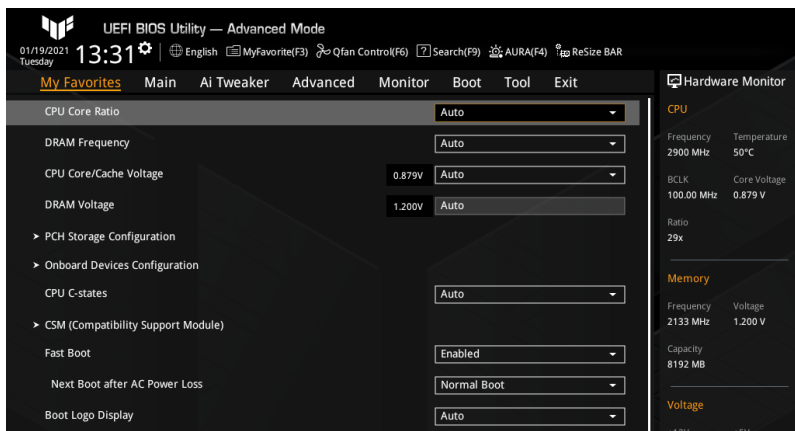 UEFI BIOS Utility — Advanced Mode
01/19/2021
Tuesday
13:31
English
MyFavorite(F3)
Qfan Control(F6)
? Search(F9)
AURA(F4)
ReSize BAR
My Favorites Main Ai Tweaker Advanced Monitor Boot Tool Exit
CPU Core Ratio Auto
DRAM Frequency Auto
CPU Core/Cache Voltage 0.879V Auto
DRAM Voltage 1.200V Auto
> PCH Storage Configuration
> Onboard Devices Configuration
CPU C-states Auto
> CSM (Compatibility Support Module)
Fast Boot Enabled
Next Boot after AC Power Loss Normal Boot
Boot Logo Display Auto
Hardware Monitor
CPU
Frequency Temperature
2900 MHz 50°C
BCLK Core Voltage
100.00 MHz 0.879 V
Ratio
29x
Memory
Frequency Voltage
2133 MHz 1.200 V
Capacity
8192 MB
Voltage